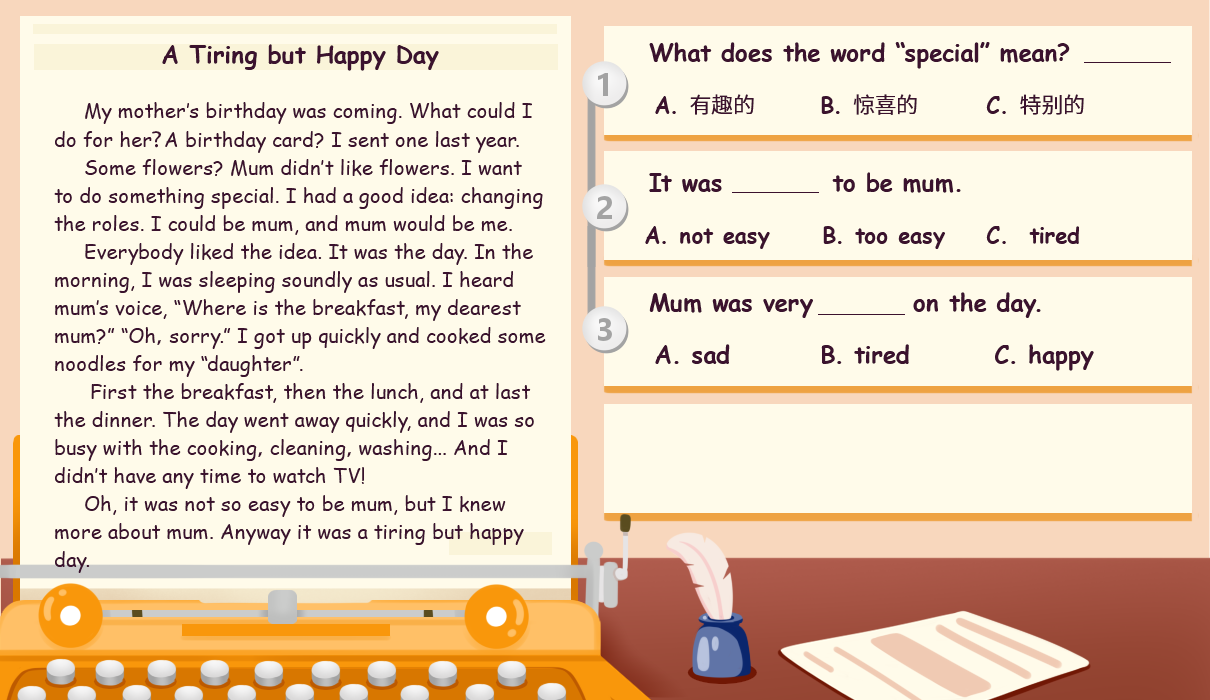 A Tiring but Happy Day
My mother's birthday was coming. What could I
do for her? A birthday card? I sent one last year.
Some flowers? Mum didn't like flowers. I want
to do something special. I had a good idea: changing
the roles. I could be mum, and mum would be me.
Everybody liked the idea. It was the day. In the
morning, I was sleeping soundly as usual. I heard
mum's voice, “Where is the breakfast, my dearest
mum?” “Oh, sorry.” I got up quickly and cooked some
noodles for my “daughter”.
First the breakfast, then the lunch, and at last
the dinner. The day went away quickly, and I was so
busy with the cooking, cleaning, washing... And I
didn't have any time to watch TV!
Oh, it was not so easy to be mum, but I knew
more about mum. Anyway it was a tiring but happy
day.
1
What does the word “special” mean? ______
A. 有趣的 B. 惊喜的 C. 特别的
2
It was ______ to be mum.
A. not easy B. too easy C. tired
3
Mum was very ______ on the day.
A. sad B. tired C. happy